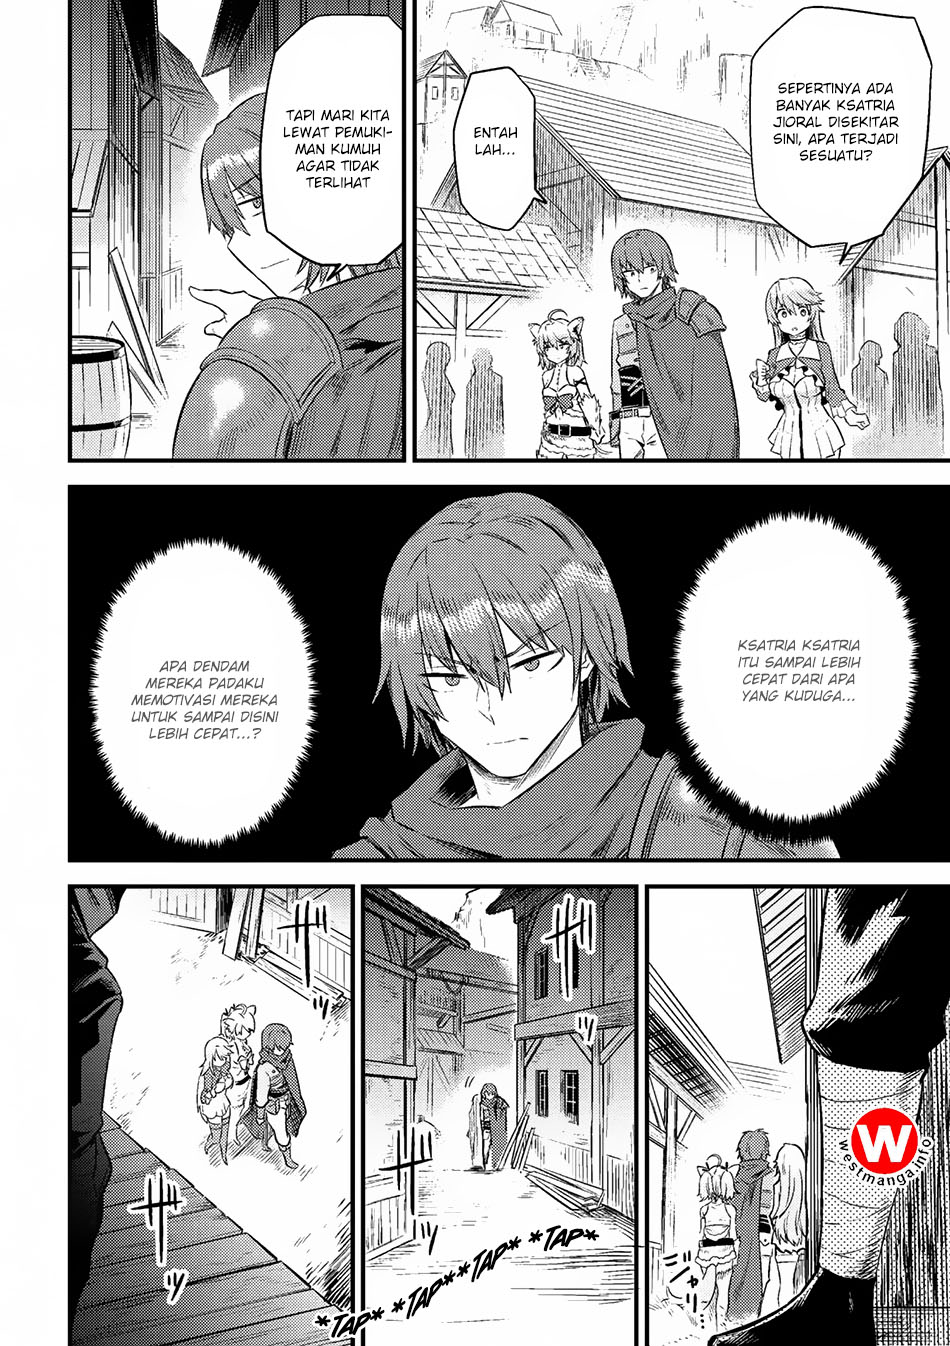 SEPERTINYA ADA
BANYAK KSATRIA
JIORAL DISEKITAR
SINI, APA TERJADI
SESUATU?
ENTAH
LAH...
TAPI MARI KITA
LEWAT PEMUKI-
MAN KUMUH
AGAR TIDAK
TERLIHAT
KSATRIA KSATRIA
ITU SAMPAI LEBIH
CEPAT DARI APA
YANG KUDUGA...
APA DENDAM
MEREKA PADAKU
MEMOTIVASI MEREKA
UNTUK SAMPAI DISINI
LEBIH CEPAT...?
W
westmanga.info
*TAP* *TAP* *TAP* *TAP*